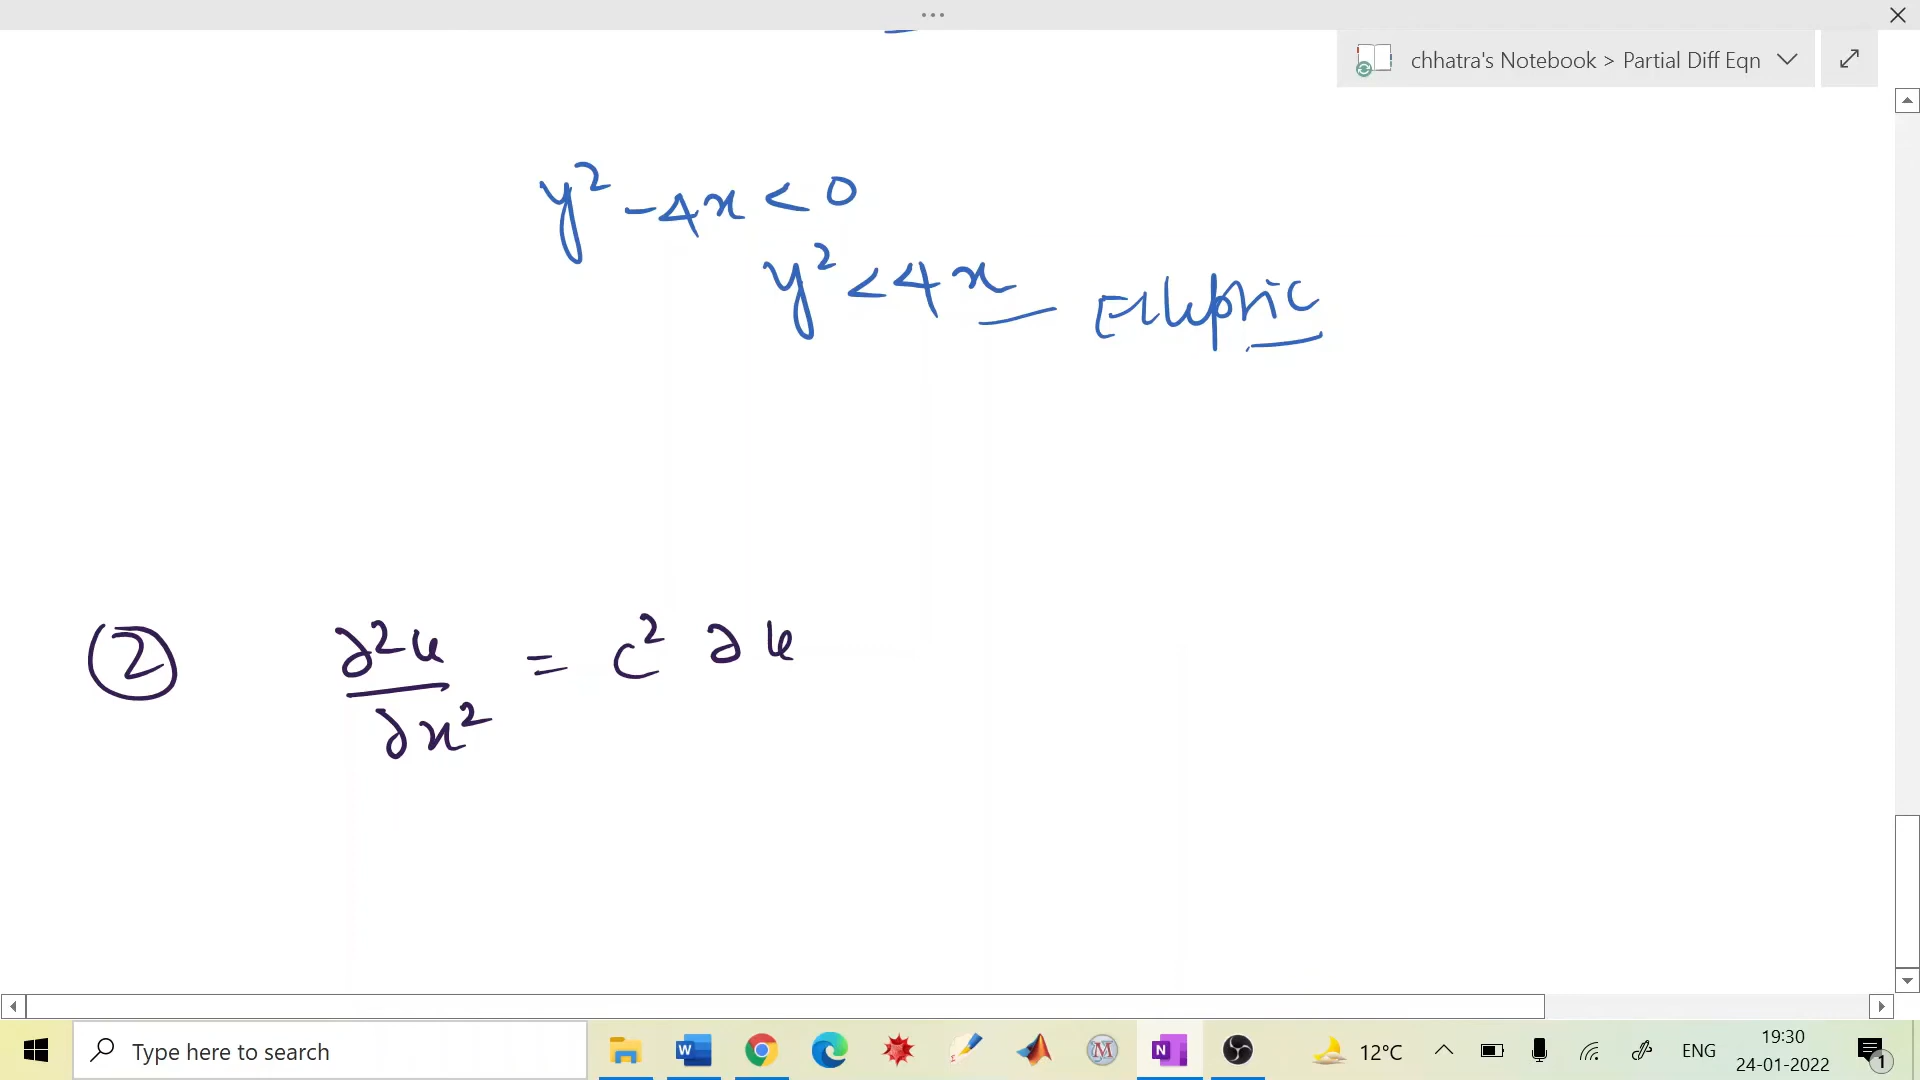 chhatra's Notebook > Partial Diff Eqn
y² - 4x < 0
y² < 4x Elliptic
② ∂²u/∂x² = c² ∂u
Type here to search
12°C
ENG
19:30
24-01-2022
1